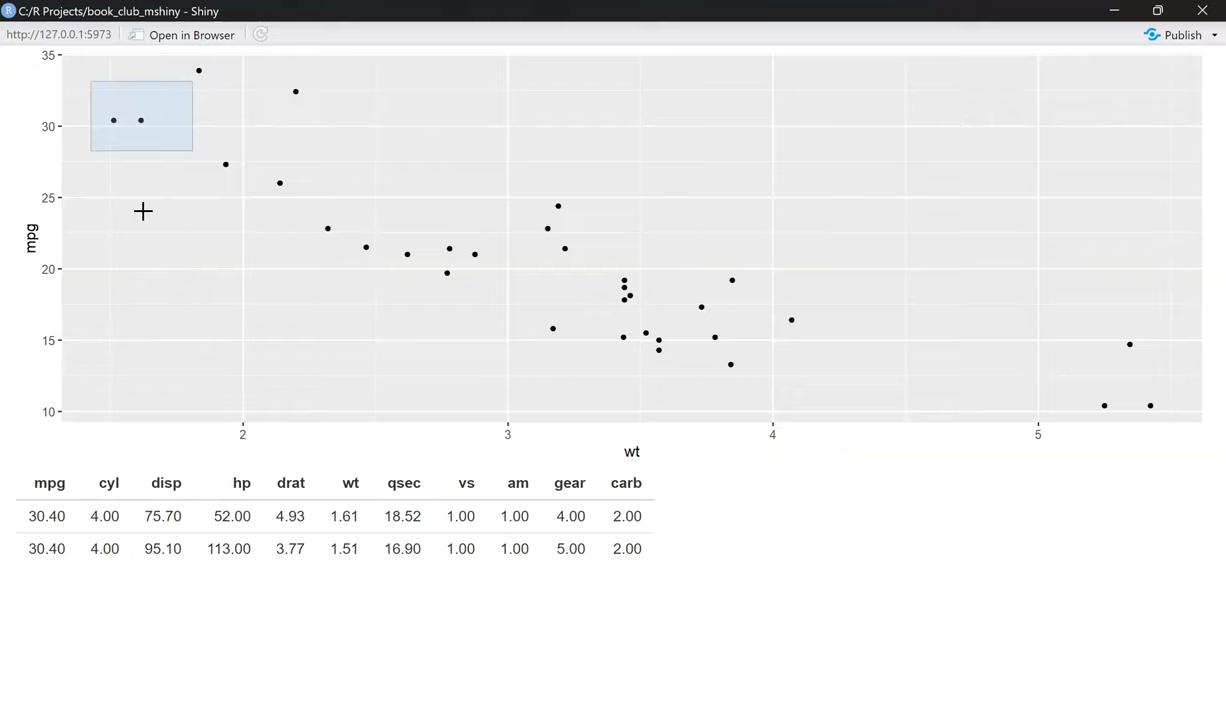 C:/R Projects/book_club_mshiny - Shiny
http://127.0.0.1:5973 Open in Browser Publish
35
30
25
20
15
10
mpg
2 3 4 5
wt
mpg cyl disp hp drat wt qsec vs am gear carb
30.40 4.00 75.70 52.00 4.93 1.61 18.52 1.00 1.00 4.00 2.00
30.40 4.00 95.10 113.00 3.77 1.51 16.90 1.00 1.00 5.00 2.00